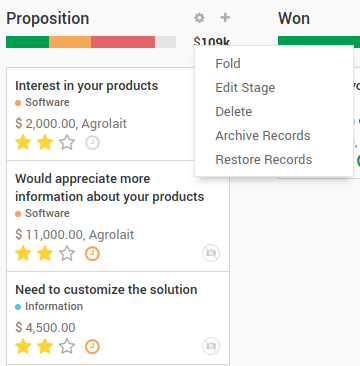 Proposition
Won
$109k
Fold
Edit Stage
Delete
Archive Records
Restore Records
Interest in your products
Software
$ 2,000.00, Agrolait
Would appreciate more
information about your products
Software
$ 11,000.00, Agrolait
Need to customize the solution
Information
$ 4,500.00